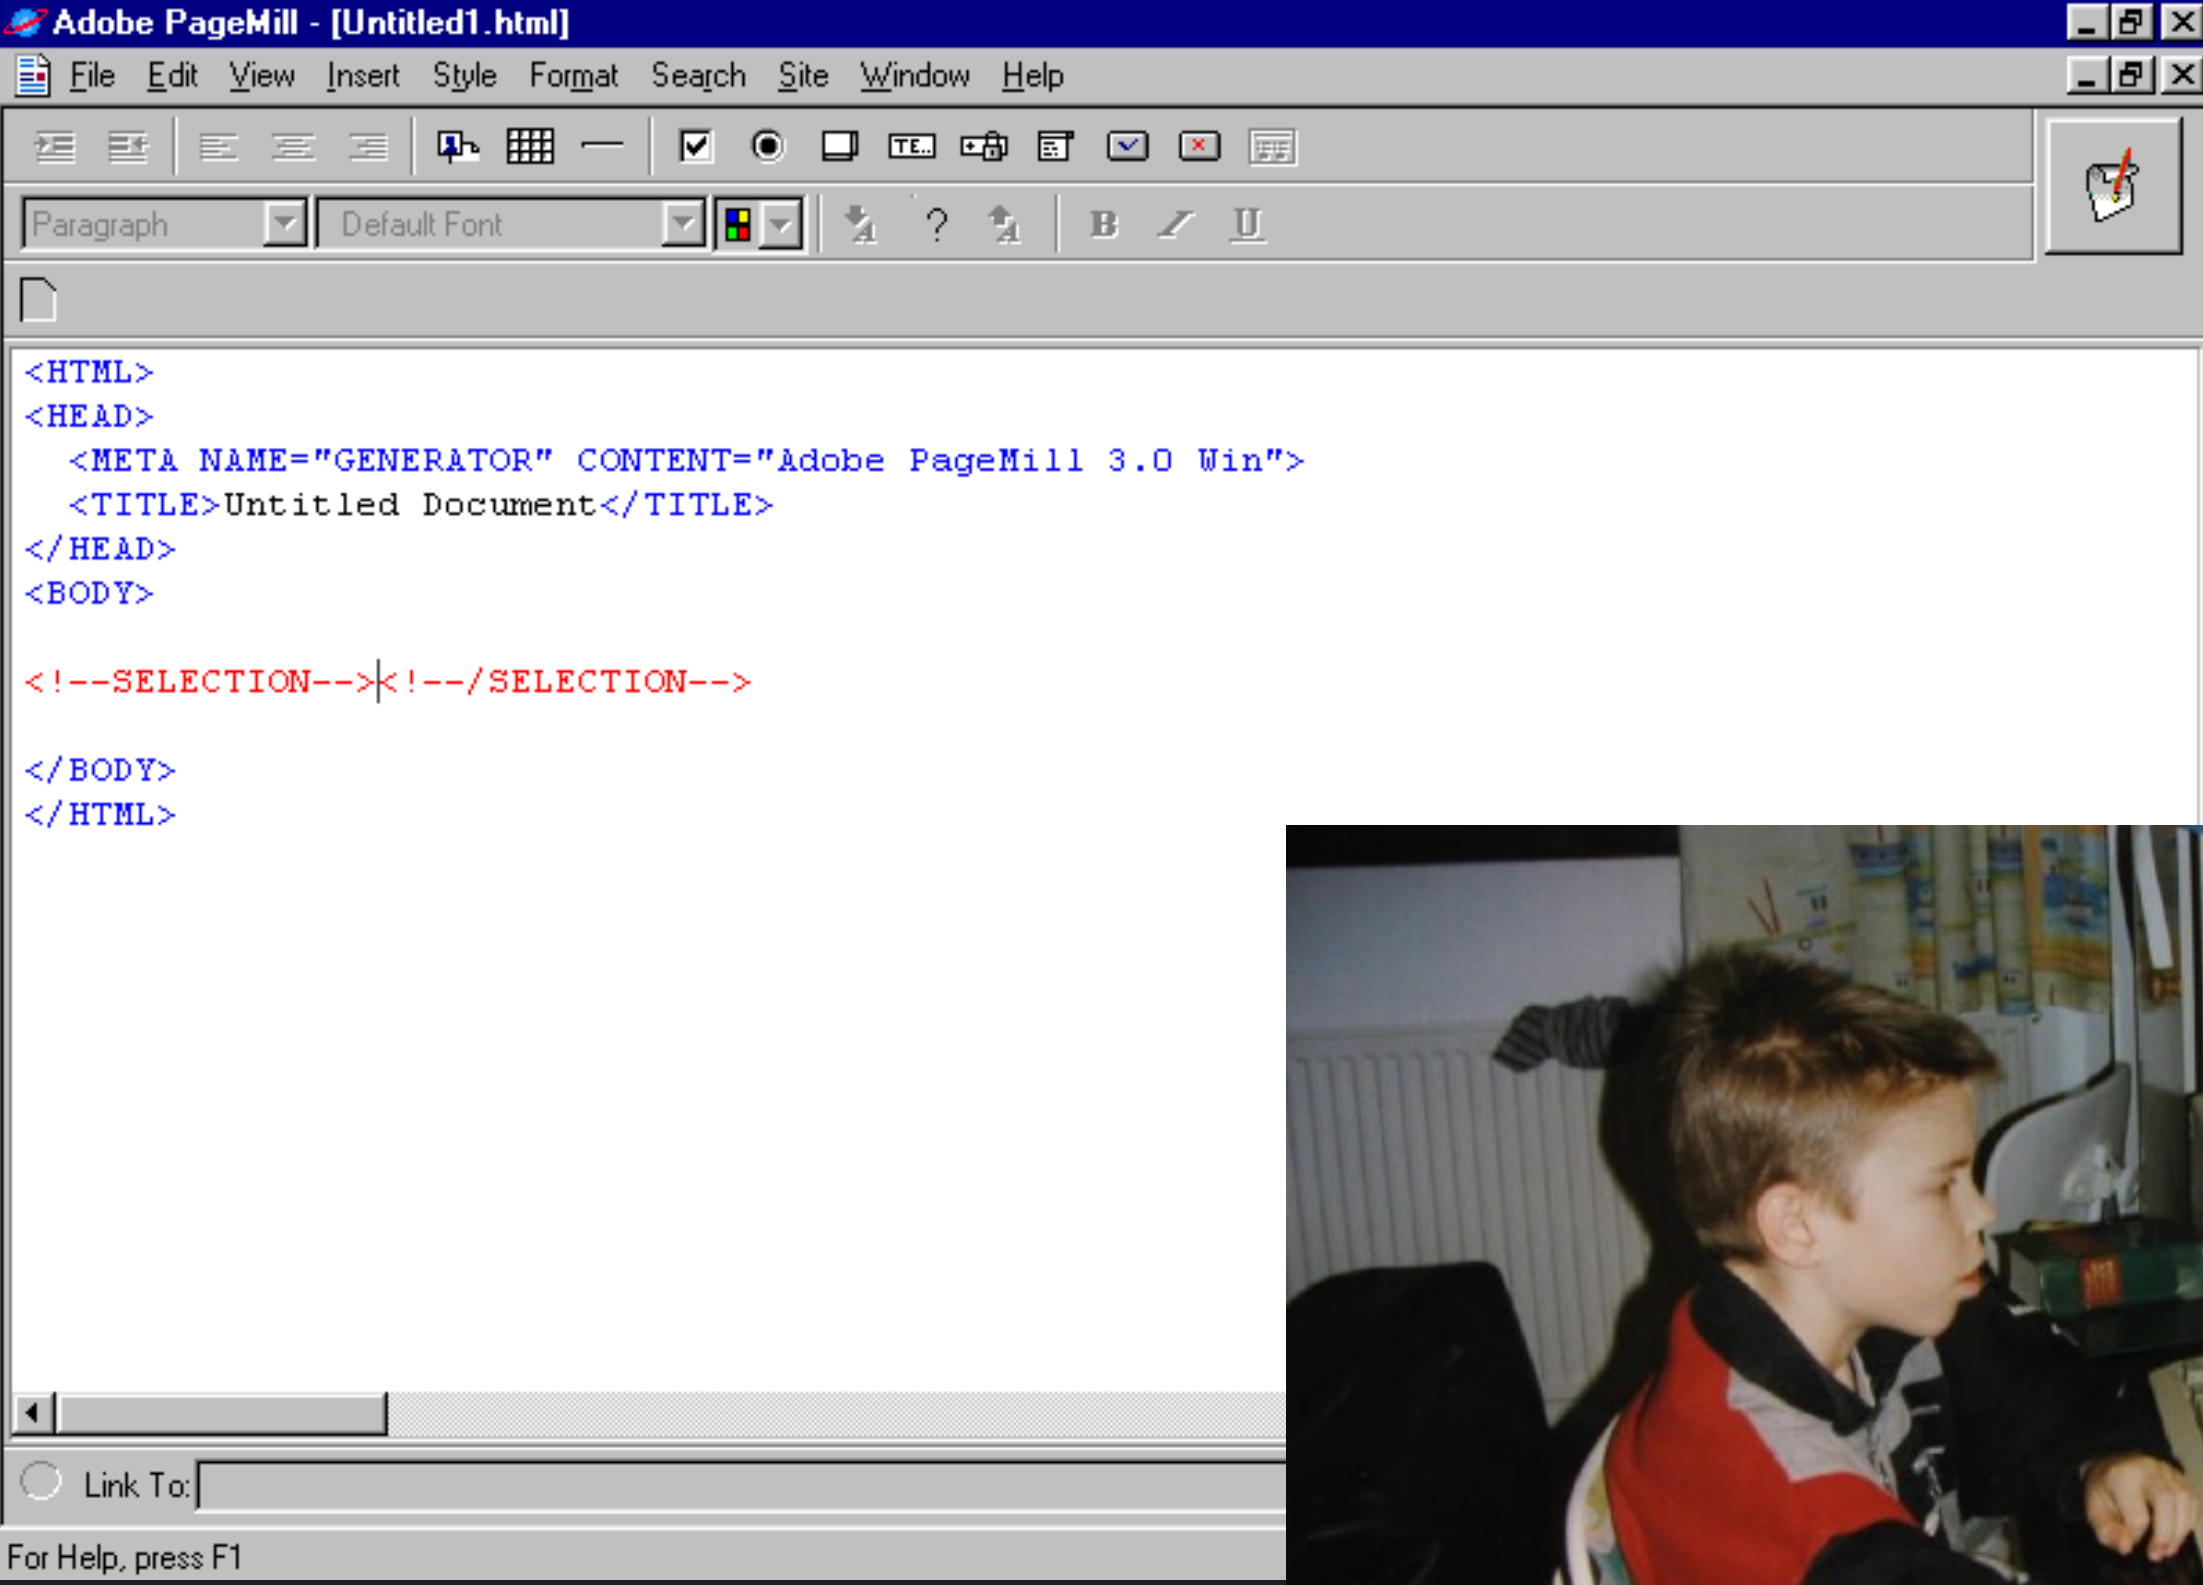 Adobe PageMill - [Untitled1.html]
File Edit View Insert Style Format Search Site Window Help
TE..
Paragraph Default Font ? A A B I U
<HTML>
<HEAD>
<META NAME="GENERATOR" CONTENT="Adobe PageMill 3.0 Win">
<TITLE>Untitled Document</TITLE>
</HEAD>
<BODY>
<!--SELECTION--><!--/SELECTION-->
</BODY>
</HTML>
Link To:
For Help, press F1